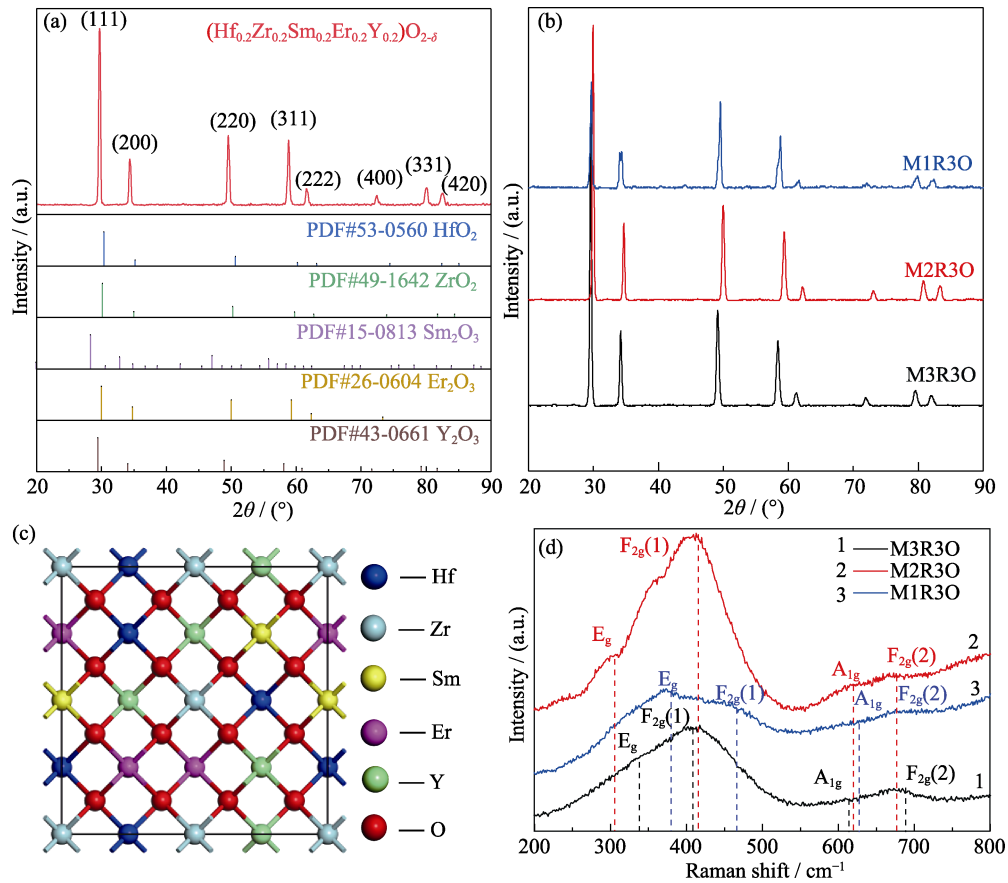 (a)
(Hf0.2Zr0.2Sm0.2Er0.2Y0.2)O2-δ
(111)
(200)
(220)
(311)
(222)
(400)
(331)
(420)
PDF#53-0560 HfO2
PDF#49-1642 ZrO2
PDF#15-0813 Sm2O3
PDF#26-0604 Er2O3
PDF#43-0661 Y2O3
Intensity / (a.u.)
20 30 40 50 60 70 80 90
2θ / (°)
(b)
M1R3O
M2R3O
M3R3O
Intensity / (a.u.)
20 30 40 50 60 70 80 90
2θ / (°)
(c)
Hf
Zr
Sm
Er
Y
O
(d)
1 M3R3O
2 M2R3O
3 M1R3O
F2g(1)
Eg
A1g
F2g(2)
2
Eg
F2g(1)
A1g
F2g(2)
3
Eg
F2g(1)
A1g
F2g(2)
1
Intensity / (a.u.)
200 300 400 500 600 700 800
Raman shift / cm−1